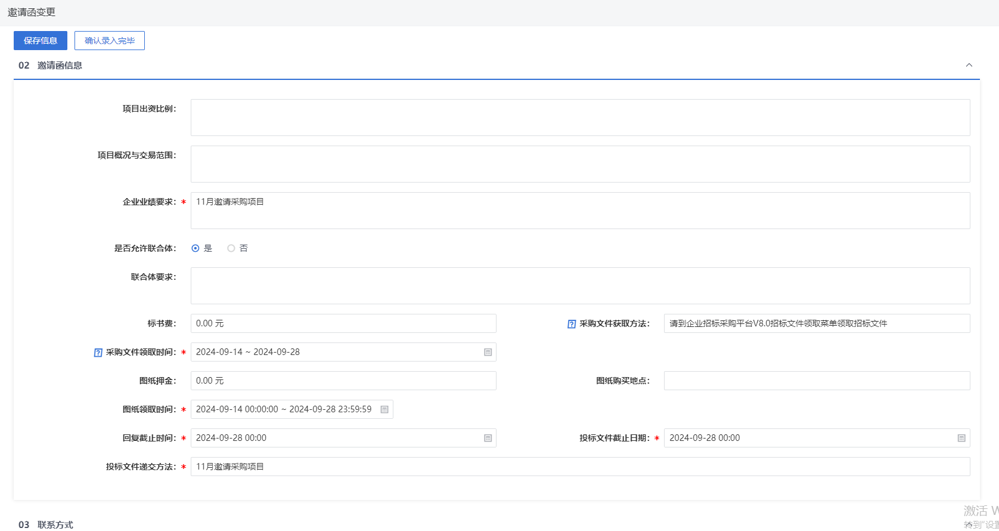 邀请函变更
保存信息 确认录入完毕
02 邀请函信息
项目出资比例：
项目概况与交易范围：
企业业绩要求：* 11月邀请采购项目
是否允许联合体： 是 否
联合体要求：
标书费： 0.00 元 ? 采购文件获取方法： 请到企业招标采购平台V8.0招标文件领取菜单领取招标文件
? 采购文件领取时间：* 2024-09-14 ~ 2024-09-28
图纸押金： 0.00 元 图纸购买地点：
图纸领取时间：* 2024-09-14 00:00:00 ~ 2024-09-28 23:59:59
回复截止时间：* 2024-09-28 00:00 投标文件截止日期：* 2024-09-28 00:00
投标文件递交方法：* 11月邀请采购项目
激活 W
03 联系方式
转到"设置